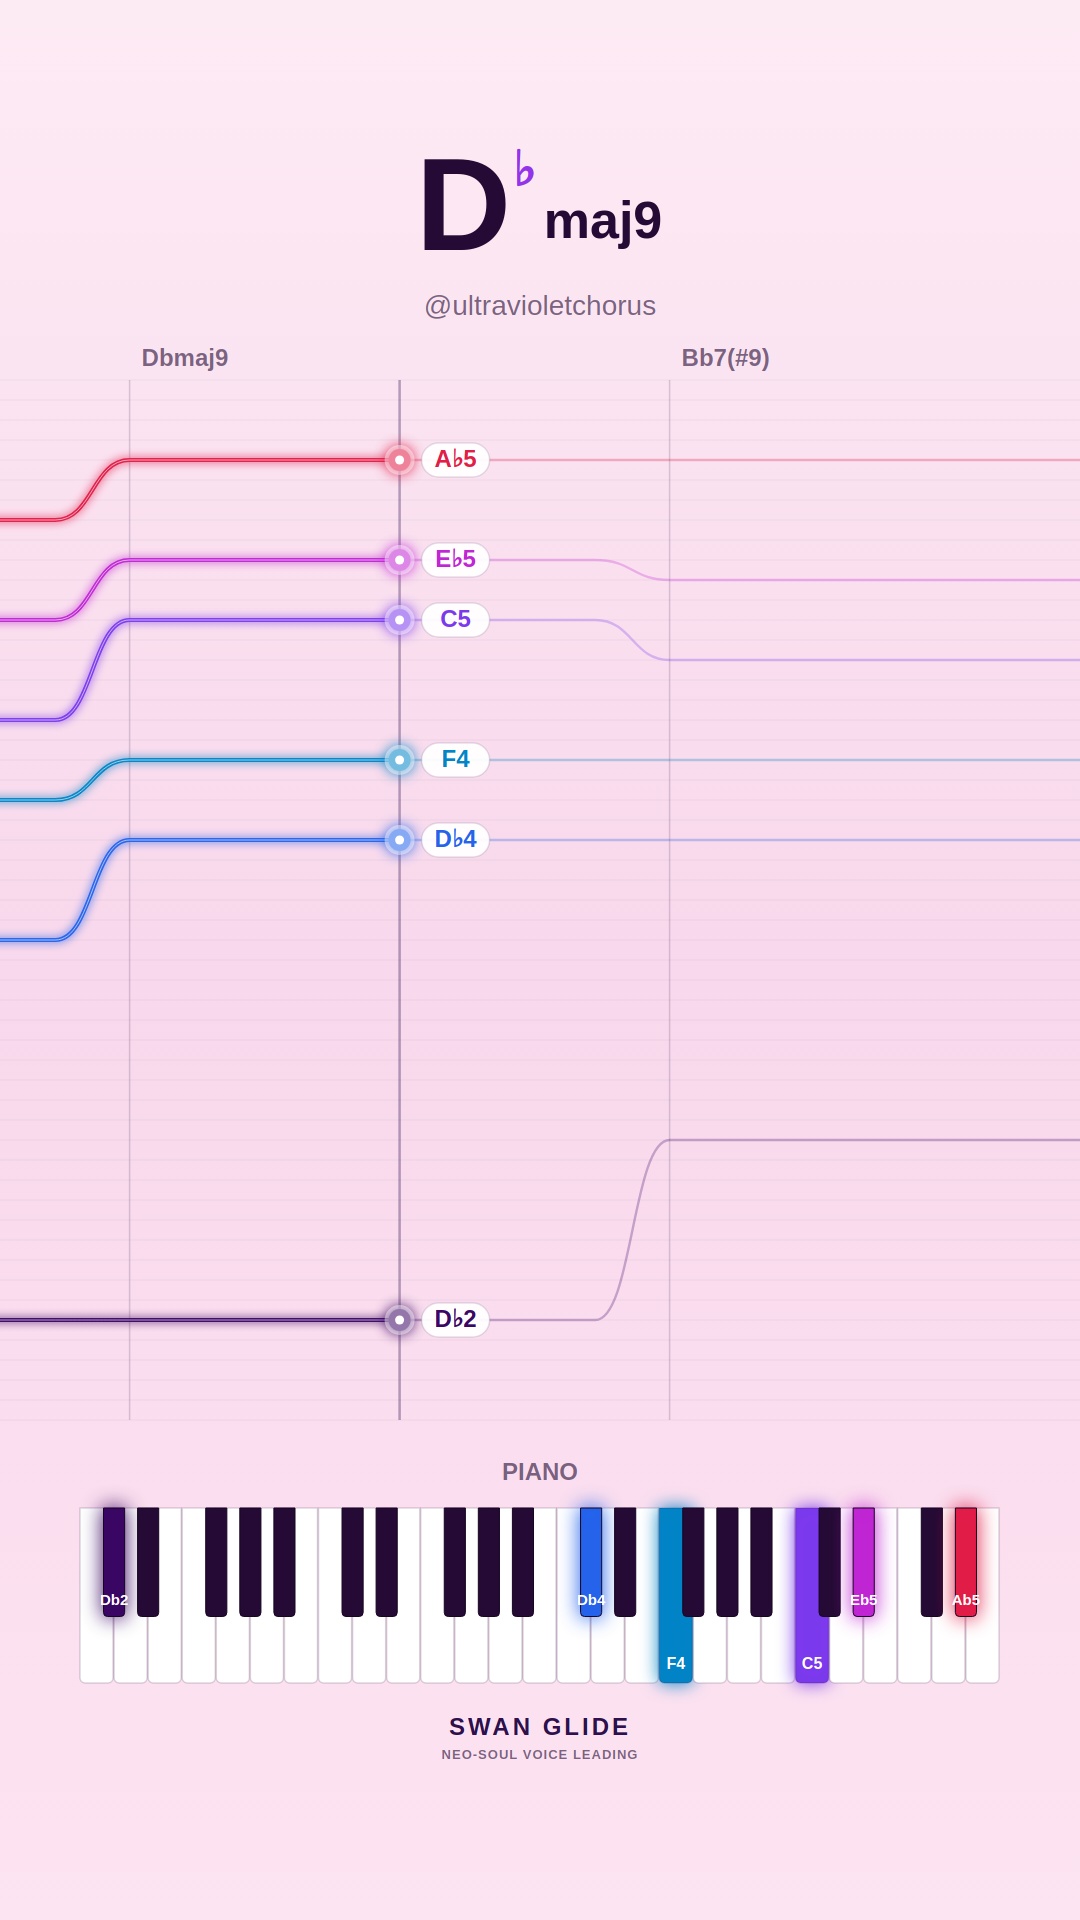 D♭maj9
@ultravioletchorus
Dbmaj9 Bb7(#9)
A♭5
E♭5
C5
F4
D♭4
D♭2
PIANO
Db2 Db4 Eb5 Ab5
F4 C5
SWAN GLIDE
NEO-SOUL VOICE LEADING